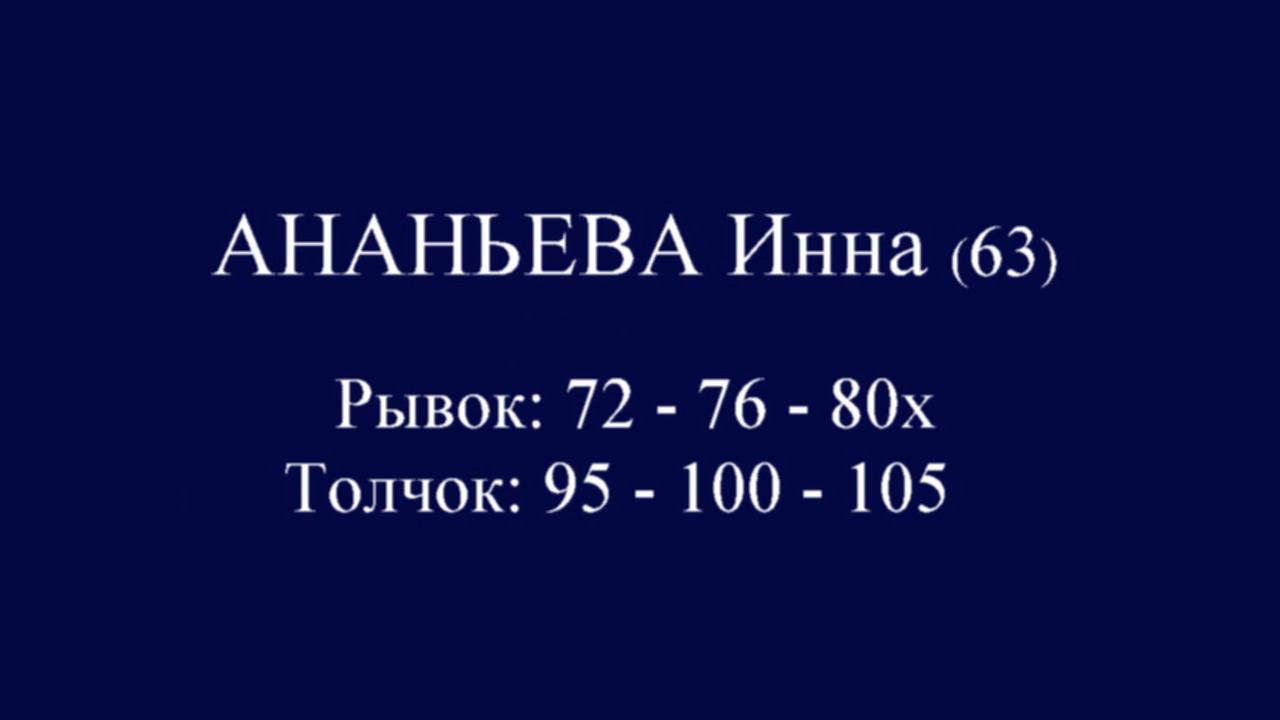 АНАНЬЕВА Инна (63)
Рывок: 72 - 76 - 80х
Толчок: 95 - 100 - 105